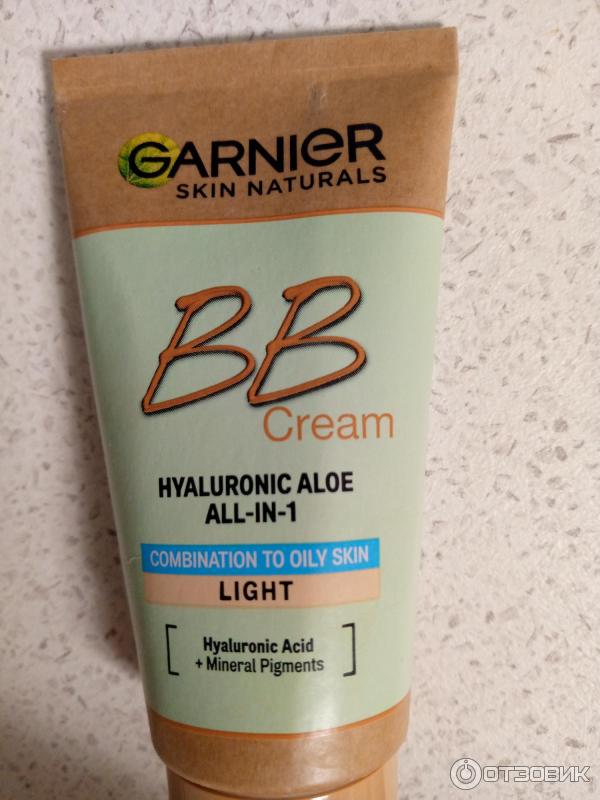 GARNIER
SKIN NATURALS
BB
Cream
HYALURONIC ALOE
ALL-IN-1
COMBINATION TO OILY SKIN
LIGHT
Hyaluronic Acid
+ Mineral Pigments
ОТЗОВИК